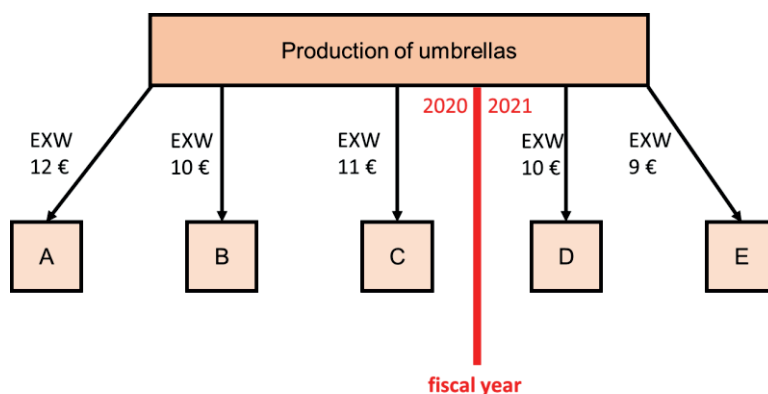 Production of umbrellas
2020 2021
EXW
12 €
EXW
10 €
EXW
11 €
EXW
10 €
EXW
9 €
A
B
C
D
E
fiscal year